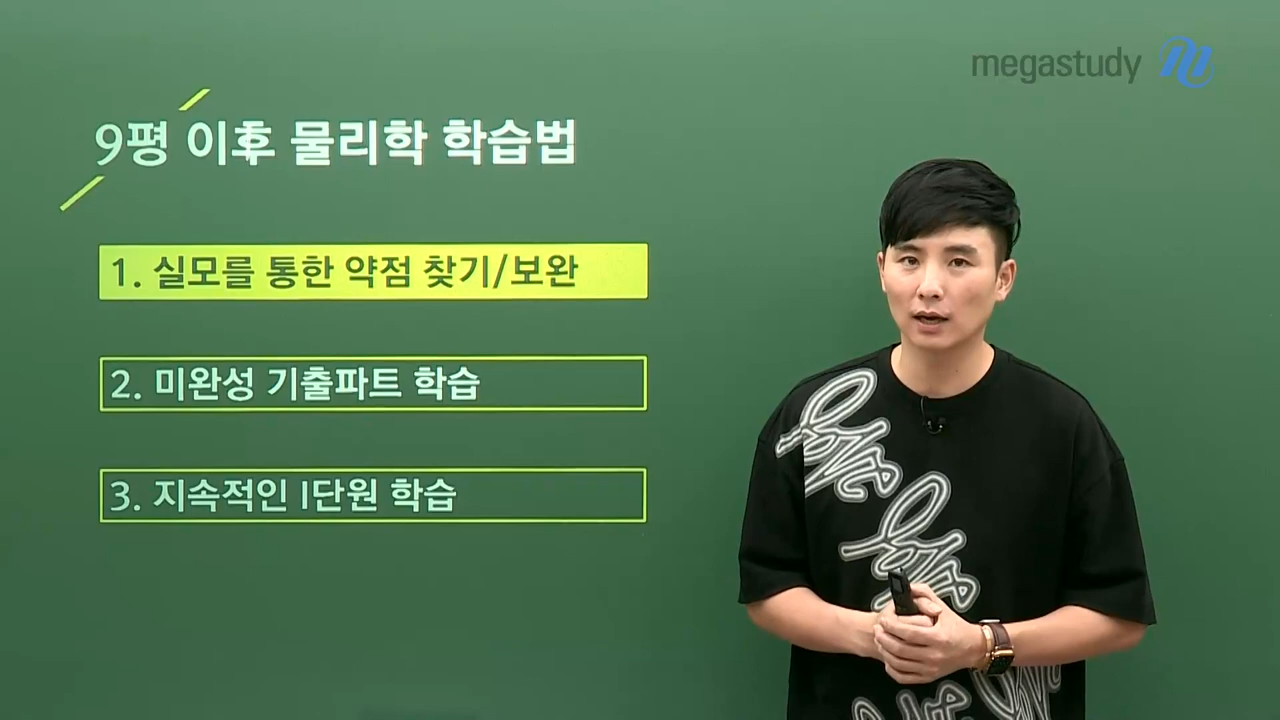 megastudy
9평 이후 물리학 학습법
1. 실모를 통한 약점 찾기/보완
2. 미완성 기출파트 학습
3. 지속적인 I단원 학습